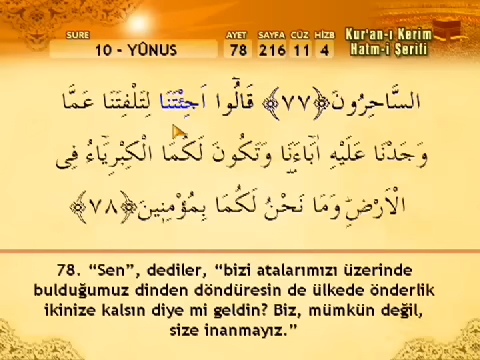 SURE AYET SAYFA CÜZ HİZB Kur'an-ı Kerim
10 - YÛNUS 78 216 11 4 Hatm-i Şerifi
السَّاحِرُونَ ﴿٧٧﴾ قَالُٓوا اَجِئْتَنَا لِتَلْفِتَنَا عَمَّا
وَجَدْنَا عَلَيْهِ اٰبَٓاءَنَا وَتَكُونَ لَكُمَا الْكِبْرِيَٓاءُ فِى
الْاَرْضِۜ وَمَا نَحْنُ لَكُمَا بِمُؤْمِن۪ينَ ﴿٧٨﴾
78. “Sen”, dediler, “bizi atalarımızı üzerinde
bulduğumuz dinden döndüresin de ülkede önderlik
ikinize kalsın diye mi geldin? Biz, mümkün değil,
size inanmayız.”